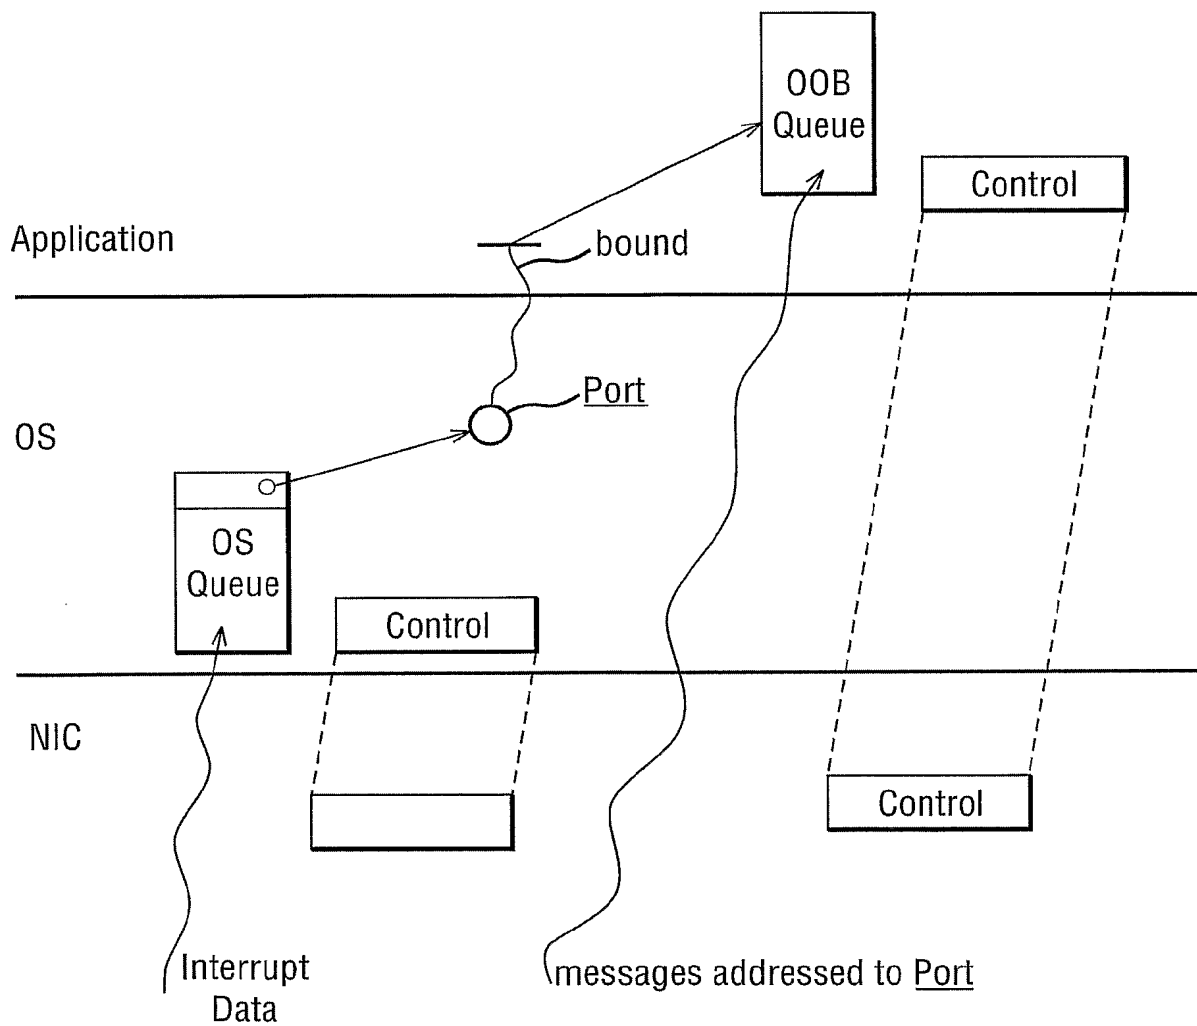 OOB
Queue
Control
Application
bound
Port
OS
OS
Queue
Control
NIC
Control
Interrupt
Data
messages addressed to Port